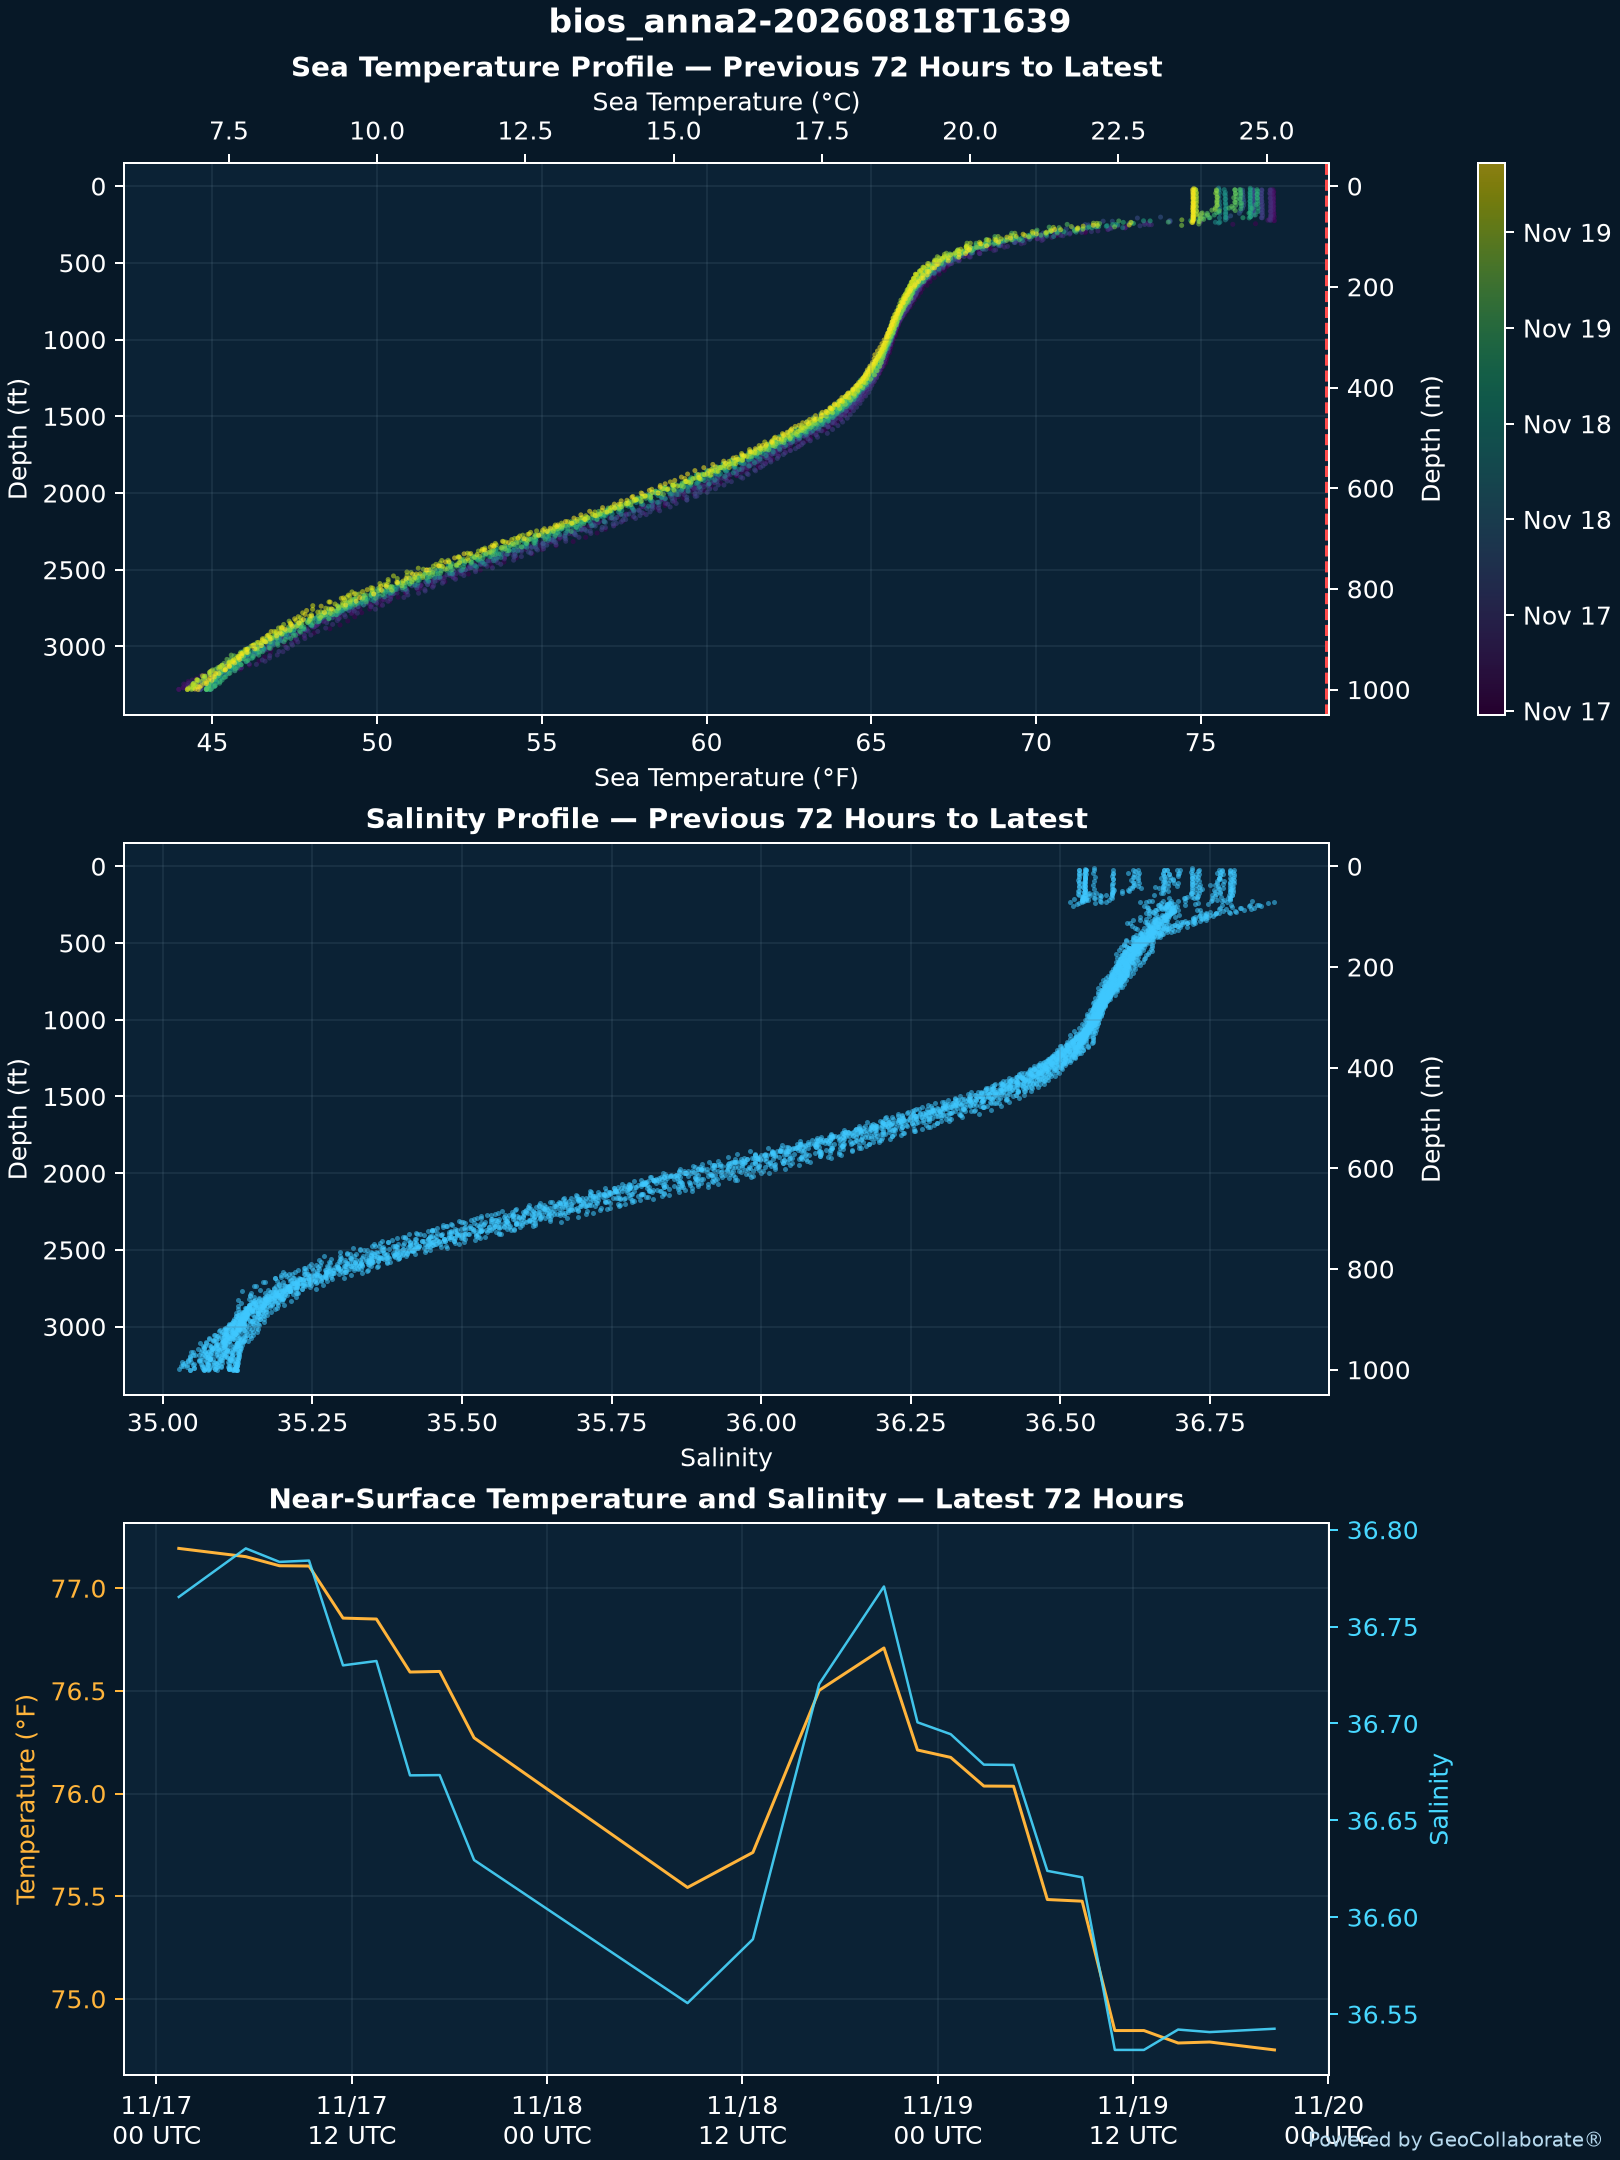 bios_anna2-20260818T1639
Sea Temperature Profile — Previous 72 Hours to Latest
Sea Temperature (°C)
7.5 10.0 12.5 15.0 17.5 20.0 22.5 25.0
0
500
1000
1500
2000
2500
3000
Depth (ft)
0
200
400
600
800
1000
Depth (m)
Nov 19
Nov 19
Nov 18
Nov 18
Nov 17
Nov 17
45 50 55 60 65 70 75
Sea Temperature (°F)
Salinity Profile — Previous 72 Hours to Latest
0
500
1000
1500
2000
2500
3000
Depth (ft)
0
200
400
600
800
1000
Depth (m)
35.00 35.25 35.50 35.75 36.00 36.25 36.50 36.75
Salinity
Near-Surface Temperature and Salinity — Latest 72 Hours
77.0
76.5
76.0
75.5
75.0
Temperature (°F)
36.80
36.75
36.70
36.65
36.60
36.55
Salinity
11/17 11/17 11/18 11/18 11/19 11/19 11/20
00 UTC 12 UTC 00 UTC 12 UTC 00 UTC 12 UTC 00 UTC
Powered by GeoCollaborate®